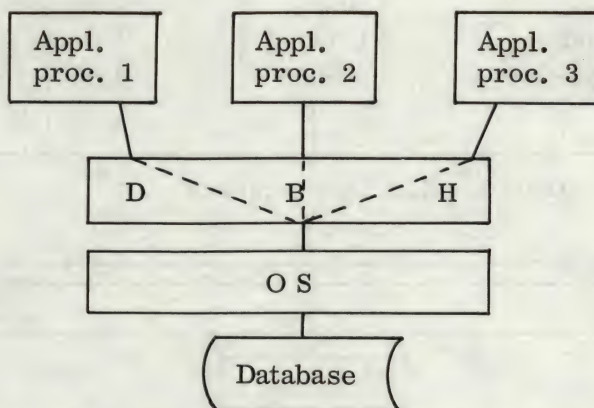 Appl.
proc. 1
Appl.
proc. 2
Appl.
proc. 3
D B H
O S
Database